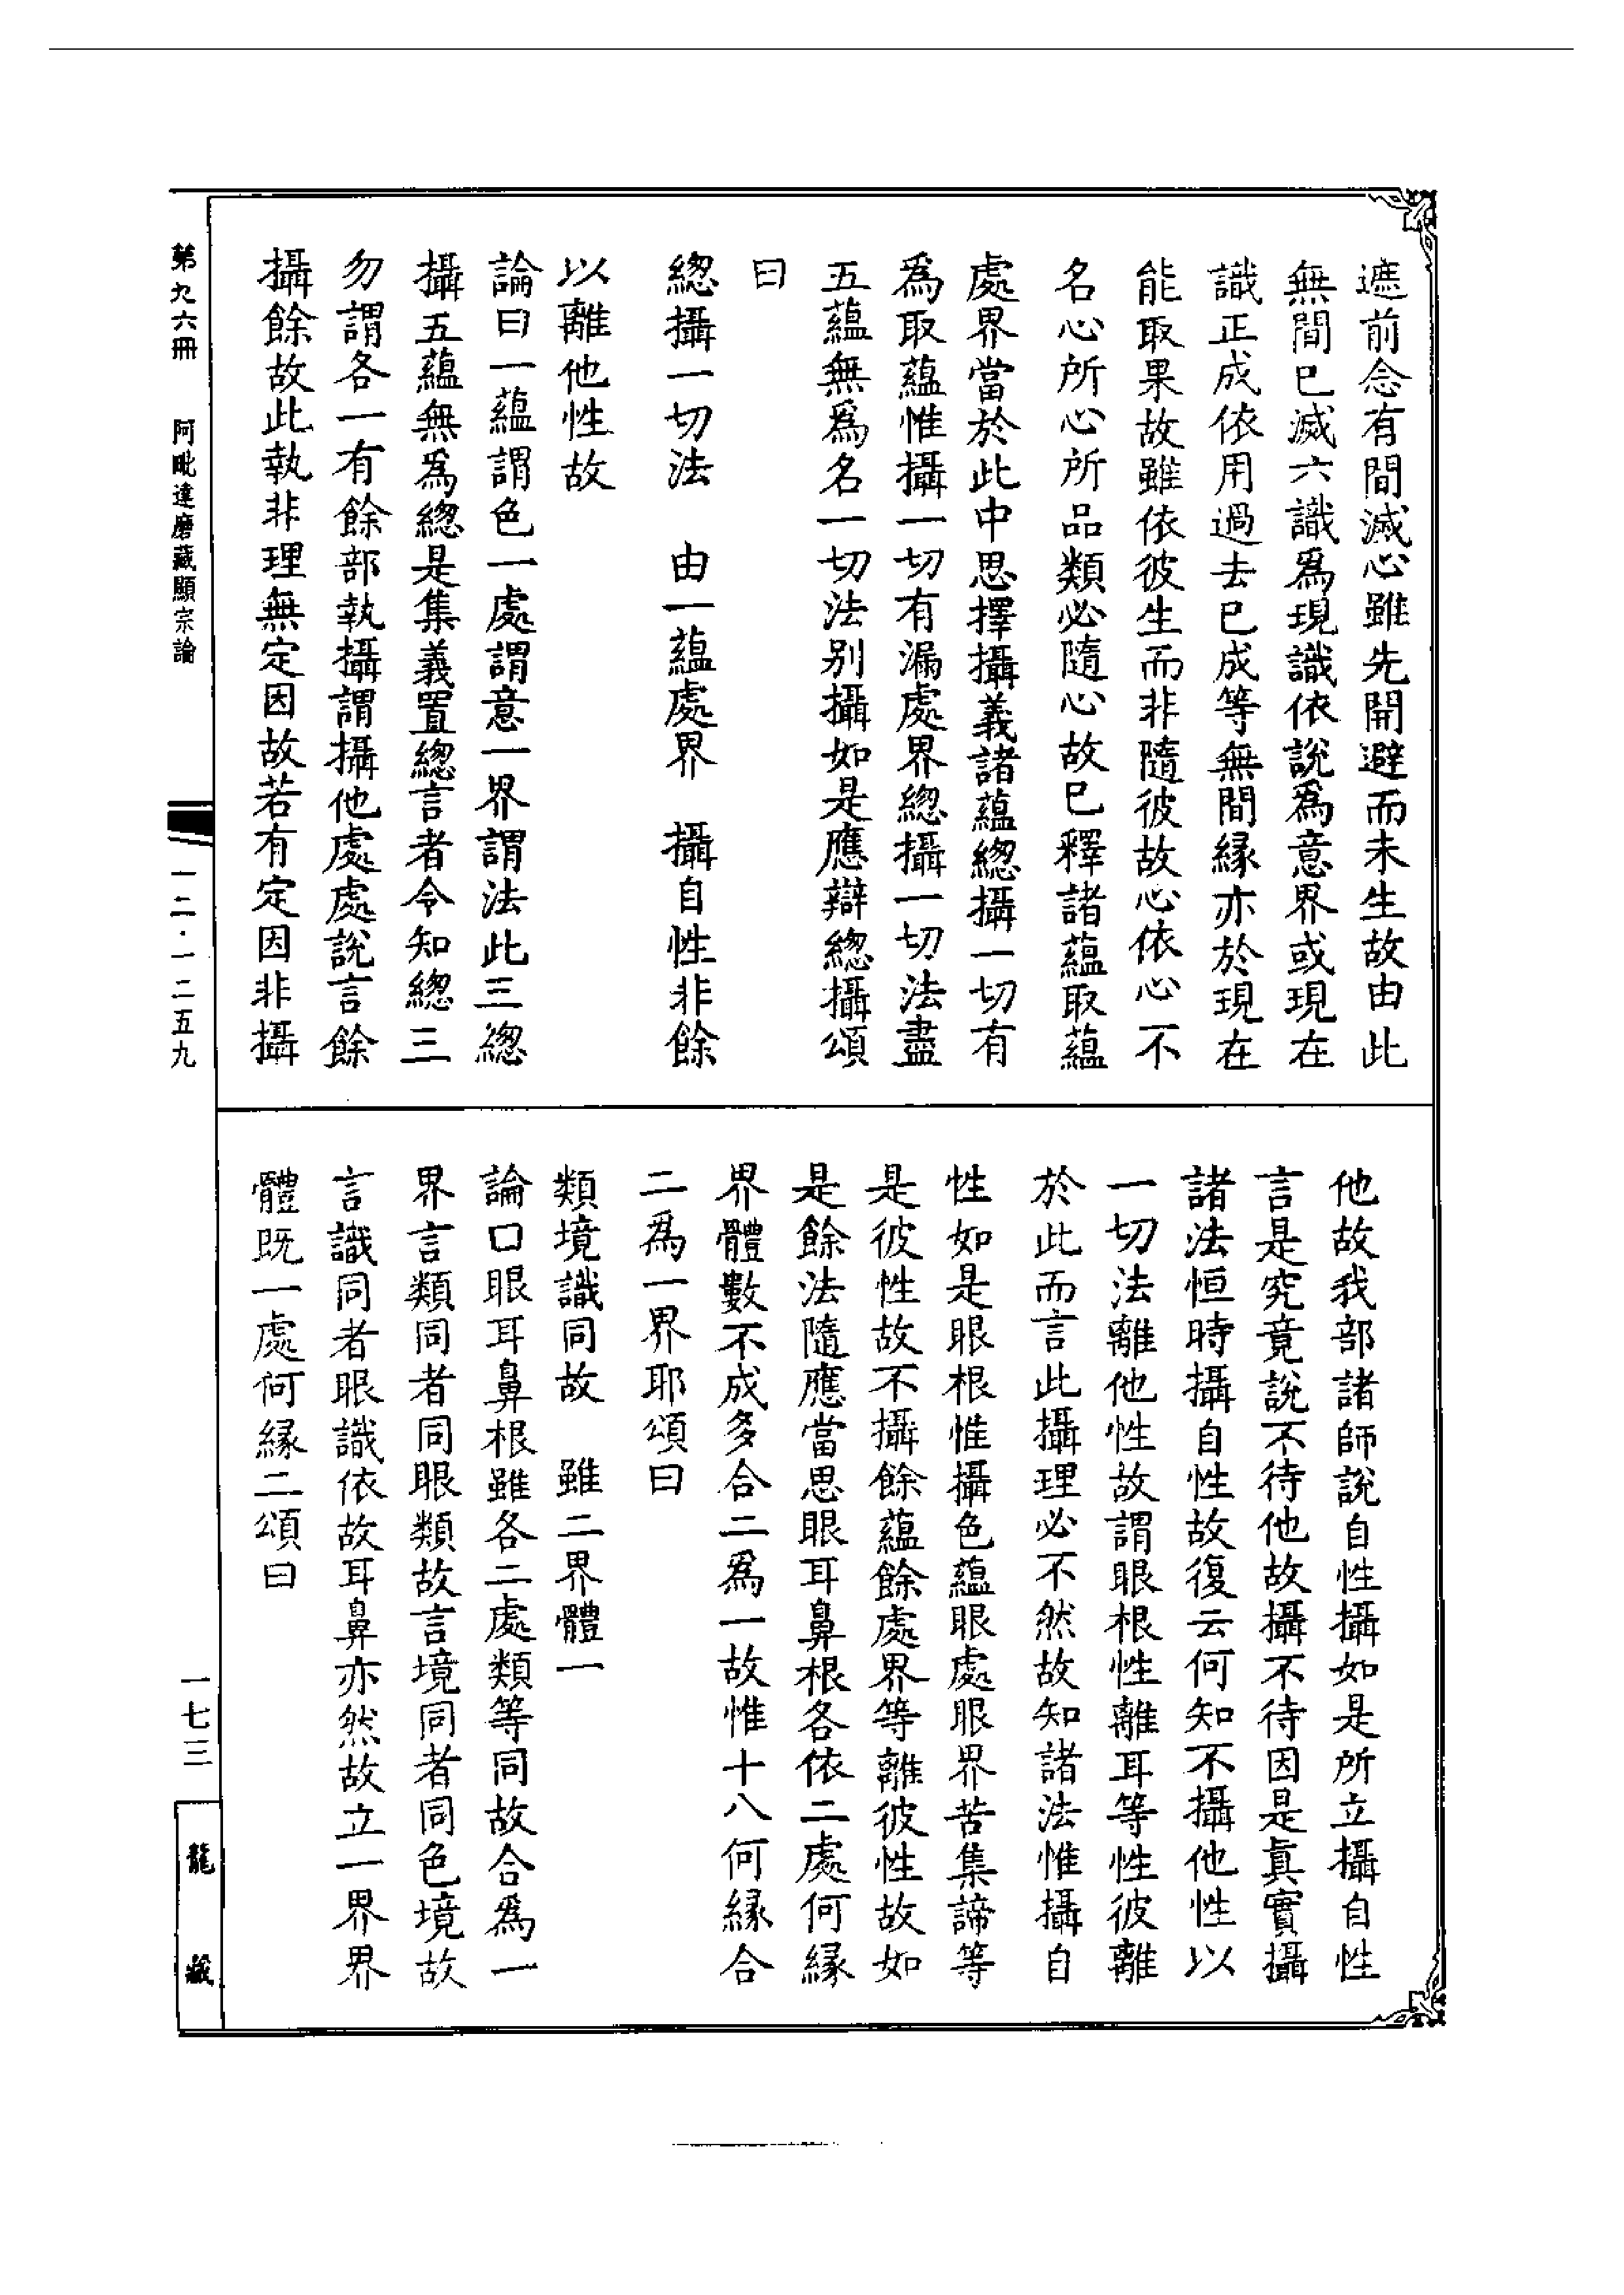 遮前念有間滅心雖先開避而未生故由此
無間已滅六識爲現識依說爲意界或現在
識正成依用過去已成等無間緣亦於現在
能取果故雖依彼生而非隨彼故心依心不
名心所心所品類必隨心故已釋諸蘊取蘊
處界當於此中思擇攝義諸蘊總攝一切有
爲取蘊惟攝一切有漏處界總攝一切法盡
五蘊無爲名一切法別攝如是應辯總攝頌
曰
總攝一切法　由一蘊處界　攝自性非餘
以離他性故
論曰一蘊謂色一處謂意一界謂法此三總
攝五蘊無爲總是集義置總言者令知總三
勿謂各一有餘部執攝謂攝他處處說言餘
攝餘故此執非理無定因故若有定因非攝
他故我部諸師說自性攝如是所立攝自性
言是究竟說不待他故攝不待因是眞實攝
諸法恒時攝自性故復云何知不攝他性以
一切法離他性故謂眼根性離耳等性彼離
於此而言此攝理必不然故知諸法惟攝自
性如是眼根惟攝色蘊眼處眼界苦集諦等
是彼性故不攝餘蘊餘處界等離彼性故如
是餘法隨應當思眼耳鼻根各依二處何緣
界體數不成多合二爲一故惟十八何緣合
二爲一界耶頌曰
類境識同故　雖二界體一
論曰眼耳鼻根雖各二處類等同故合爲一
界言類同者同眼類故言境同者同色境故
言識同者眼識依故耳鼻亦然故立一界界
體既一處何緣二頌曰
第九六冊　阿毗達磨藏顯宗論
一二·一二五九
一七三
龍藏